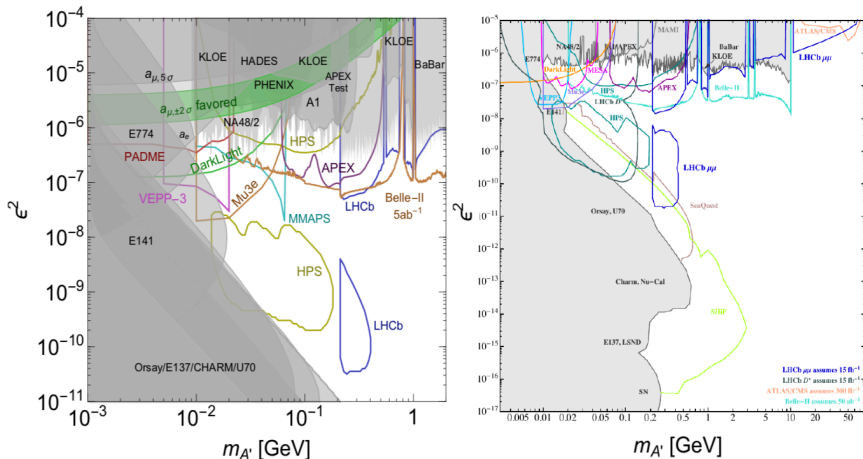 10⁻⁴
10⁻⁵
10⁻⁶
10⁻⁷
10⁻⁸
10⁻⁹
10⁻¹⁰
10⁻¹¹
ϵ²
KLOE
HADES
KLOE
KLOE
BaBar
PHENIX
APEX
Test
A1
aμ,5σ
aμ,±2σ favored
NA48/2
E774
ae
HPS
PADME
DarkLight
APEX
VEPP-3
Mu3e
MMAPS
LHCb
Belle-II
5ab⁻¹
E141
HPS
LHCb
Orsay/E137/CHARM/U70
10⁻³
10⁻²
10⁻¹
1
mA' [GeV]
10⁻⁵
10⁻⁶
10⁻⁷
10⁻⁸
10⁻⁹
10⁻¹⁰
10⁻¹¹
10⁻¹²
10⁻¹³
10⁻¹⁴
10⁻¹⁵
10⁻¹⁶
10⁻¹⁷
ϵ²
MAMI
ATLAS/CMS
NA48/2
BaBar
KLOE
LHCb μμ
E774
DarkLight
APEX
HPS
Belle-II
LHCb D*
E141
HPS
LHCb μμ
SeaQuest
Orsay, U70
Charm, Nu-Cal
SHiP
E137, LSND
SN
LHCb μμ assumes 15 fb⁻¹
LHCb D* assumes 15 fb⁻¹
ATLAS/CMS assumes 300 fb⁻¹
Belle-II assumes 50 ab⁻¹
0.005 0.01 0.02 0.05 0.1 0.2 0.5 1 2 5 10 20 50
mA' [GeV]